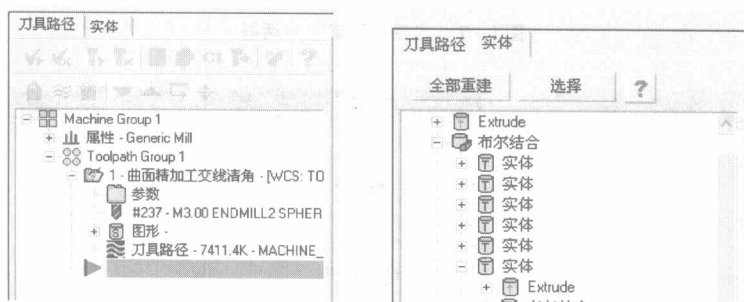 刀具路径 实体
C1
?
Machine Group 1
属性 - Generic Mill
Toolpath Group 1
1 - 曲面精加工交线清角 - [WCS: TO
参数
#237 - M3.00 ENDMILL2 SPHER
图形 -
刀具路径 - 7411.4K - MACHINE_
刀具路径 实体
全部重建 选择 ?
Extrude
布尔结合
实体
实体
实体
实体
实体
实体
Extrude